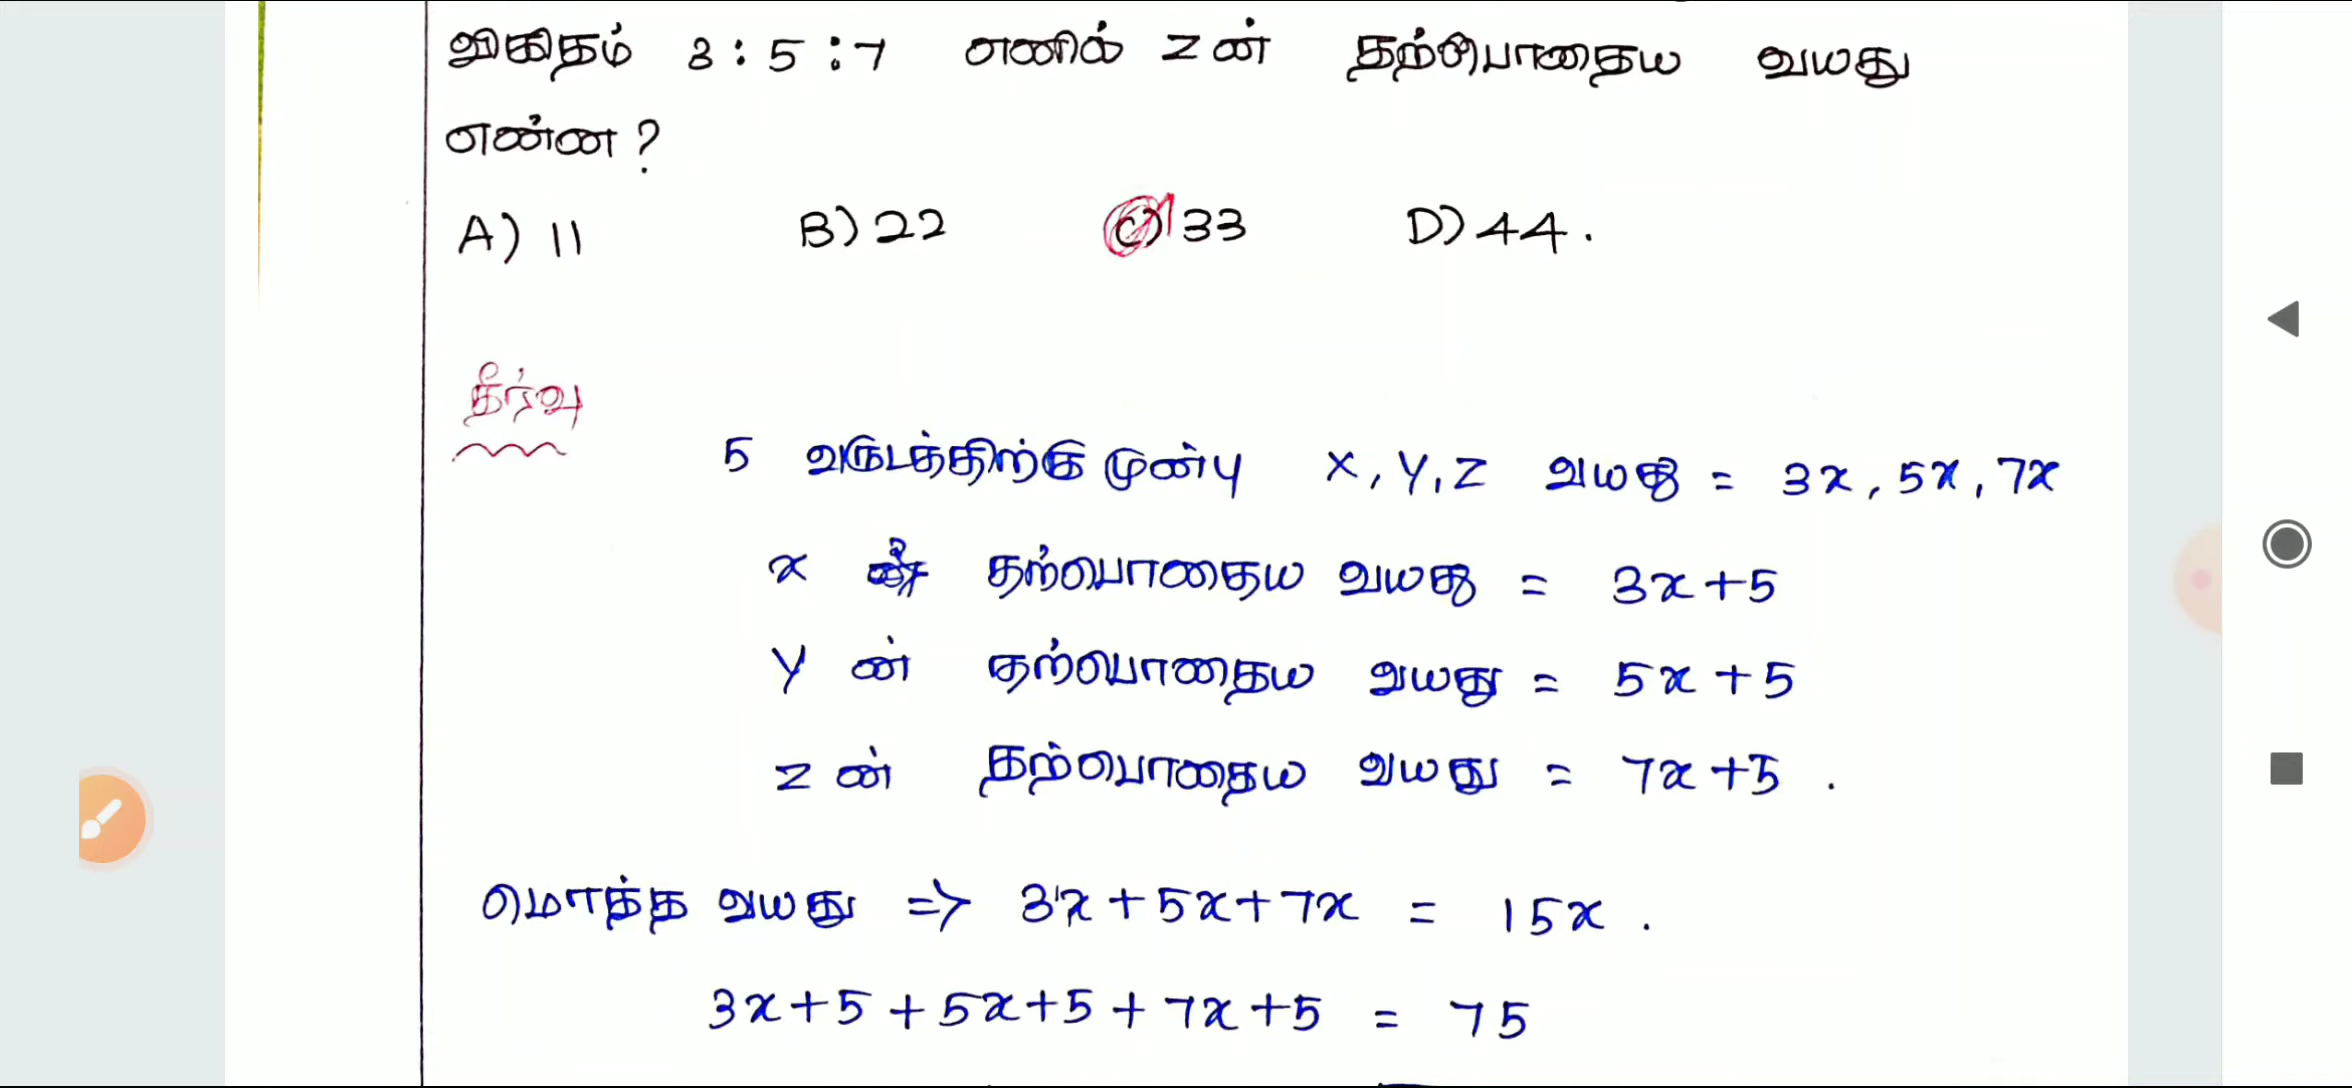 விகிதம் 3 : 5 : 7 எனில் Z ன் தற்போதைய வயது
என்ன ?
A) 11 B) 22 C) 33 D) 44 .
தீர்வு
5 வருடத்திற்கு முன்பு X, Y, Z வயது = 3x, 5x, 7x
x ன் தற்போதைய வயது = 3x + 5
Y ன் தற்போதைய வயது = 5x + 5
Z ன் தற்போதைய வயது = 7x + 5 .
மொத்த வயது => 3x + 5x + 7x = 15x .
3x + 5 + 5x + 5 + 7x + 5 = 75